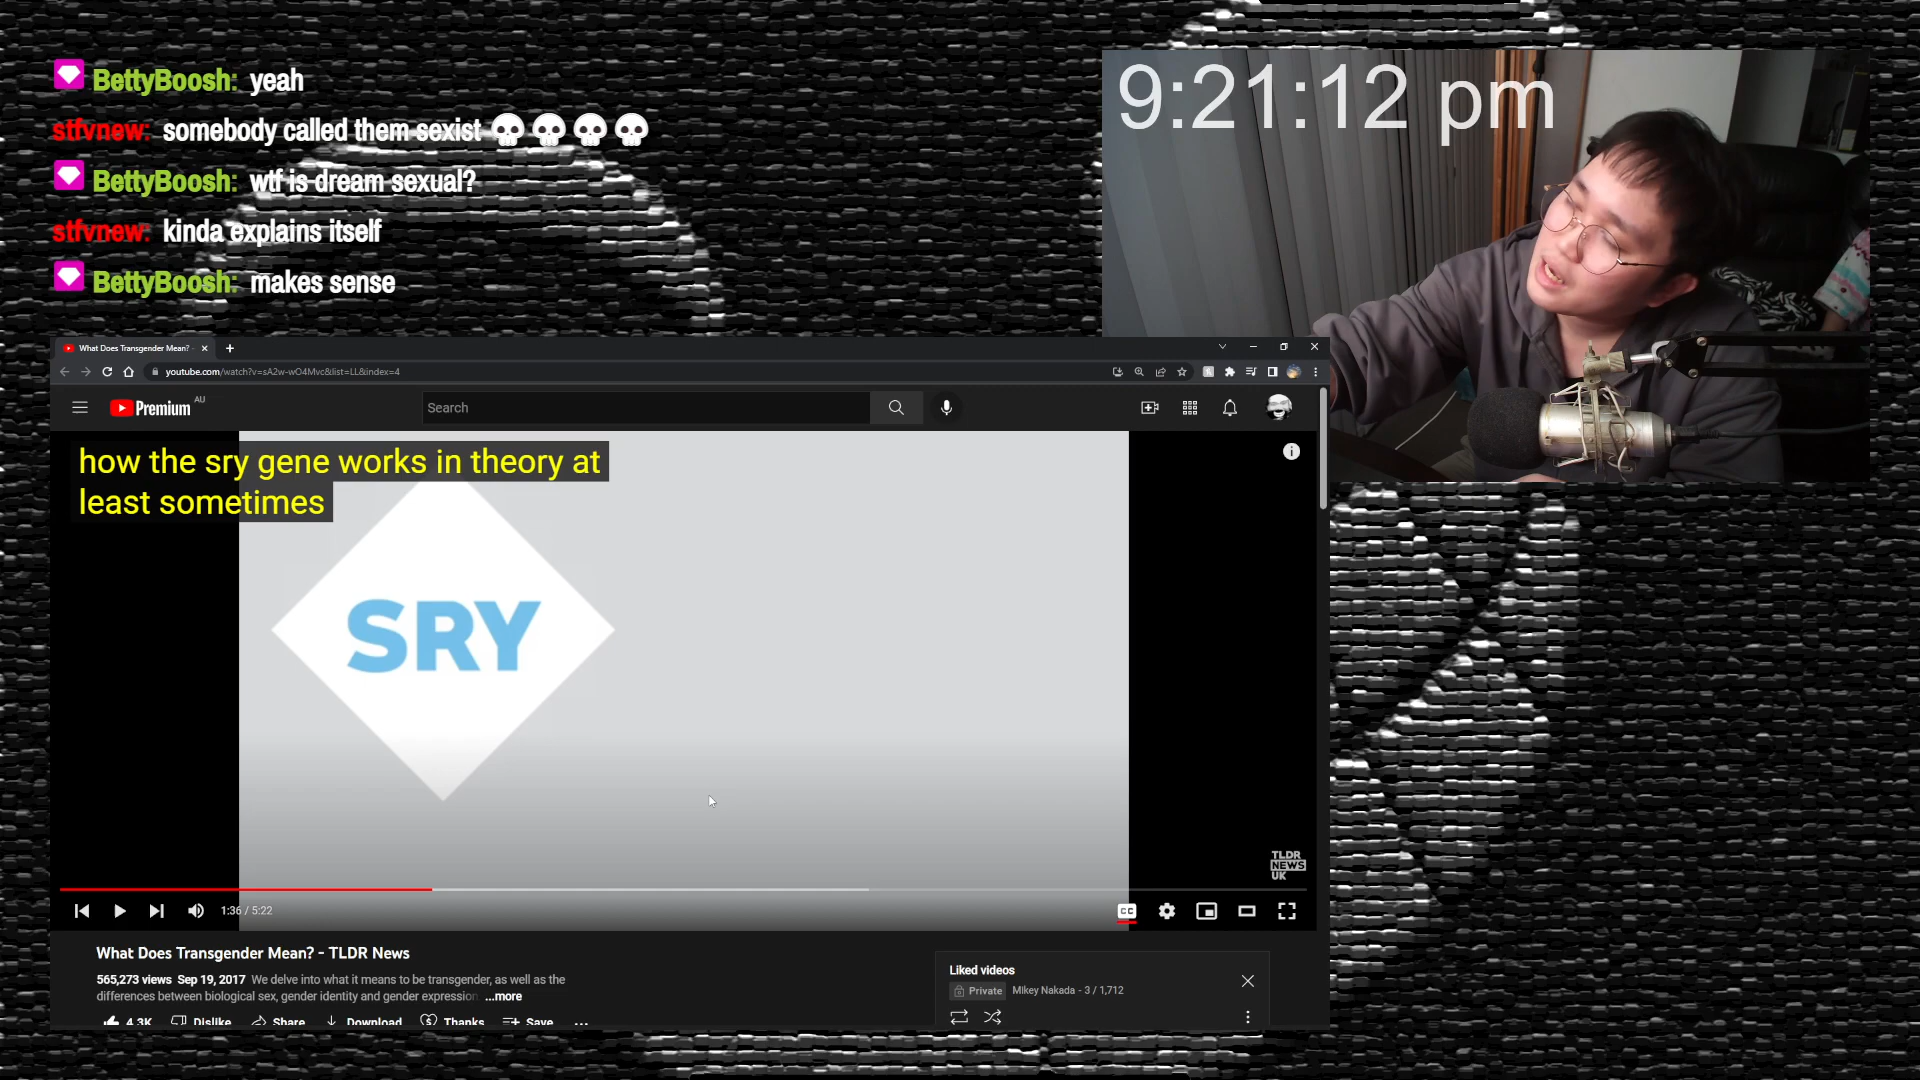 BettyBoosh: yeah
stfvnew: somebody called them sexist 💀💀💀💀
BettyBoosh: wtf is dream sexual?
stfvnew: kinda explains itself
BettyBoosh: makes sense
9:21:12 pm
What Does Transgender Mean? -
youtube.com/watch?v=sA2w-wO4Mvc&list=LL&index=4
Premium AU
Search
how the sry gene works in theory at
least sometimes
SRY
TLDR
NEWS
UK
1:36 / 5:22
CC
What Does Transgender Mean? - TLDR News
565,273 views Sep 19, 2017 We delve into what it means to be transgender, as well as the
differences between biological sex, gender identity and gender expression ...more
4.3K Dislike Share Download Thanks Save ...
Liked videos
Private Mikey Nakada - 3 / 1,712